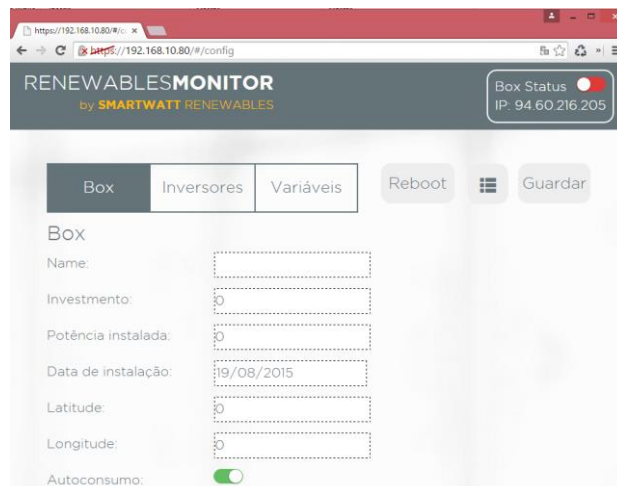 https://192.168.10.80/#/c
https://192.168.10.80/#/config
RENEWABLESMONITOR
by SMARTWATT RENEWABLES
Box Status
IP: 94.60.216.205
Box
Inversores
Variáveis
Reboot
Guardar
Box
Name:
Investmento: 0
Potência instalada: 0
Data de instalação: 19/08/2015
Latitude: 0
Longitude: 0
Autoconsumo: